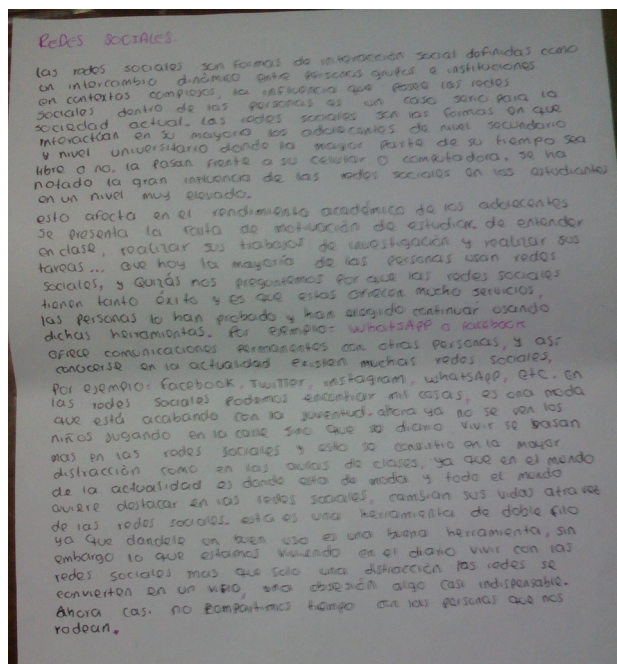 REDES SOCIALES.
las redes sociales son formas de interacción social definidas como
un intercambio dinámico entre personas grupos e instituciones
en contextos complejos, la influencia que posee las redes
sociales dentro de las personas es un caso serio para la
sociedad actual. las redes sociales son las formas en que
interactúan en su mayoría los adolecentes de nivel secundario
y nivel universitario donde la mayor parte de su tiempo sea
libre o no, la pasan frente a su celular o computadora, se ha
notado la gran influencia de las redes sociales en los estudiantes
en un nivel muy elevado.
esto afecta en el rendimiento académico de los adolecentes
se presenta la falta de motivación de estudiar, de entender
en clase, realizar sus trabajos de investigación y realizar sus
tareas... que hoy la mayoría de las personas usan redes
sociales, y quizás nos preguntemos por que las redes sociales
tienen tanto éxito y es que estas ofrecen mucho servicios,
las personas lo han probado y han elegido continuar usando
dichas herramientas. Por ejemplo: WhatsApp o Facebook
ofrece comunicaciones permanentes con otras personas, y así
conocerse en la actualidad existen muchas redes sociales,
Por ejemplo: Facebook, Twitter, instagram, whatsApp, etc. en
las redes sociales Podemos encontrar mis cosas, es una moda
que está acabando con la juventud. ahora ya no se ven los
niños jugando en la calle sino que su diario vivir se basan
mas en las redes sociales y esto se convirtio en la mayor
distracción como en las aulas de clases, ya que en el mundo
de la actualidad es donde esta de moda y todo el mundo
quiere destacar en las redes sociales, cambian sus vidas atravez
de las redes sociales. esta es una herramienta de doble filo
ya que dandole un buen uso es una buena herramienta, sin
embargo lo que estamos viviendo en el diario vivir con las
redes sociales mas que solo una distracción las redes se
convierten en un vicio, una obsesión algo casi indispensable.
Ahora casi no compartimos tiempo con las personas que nos
rodean.